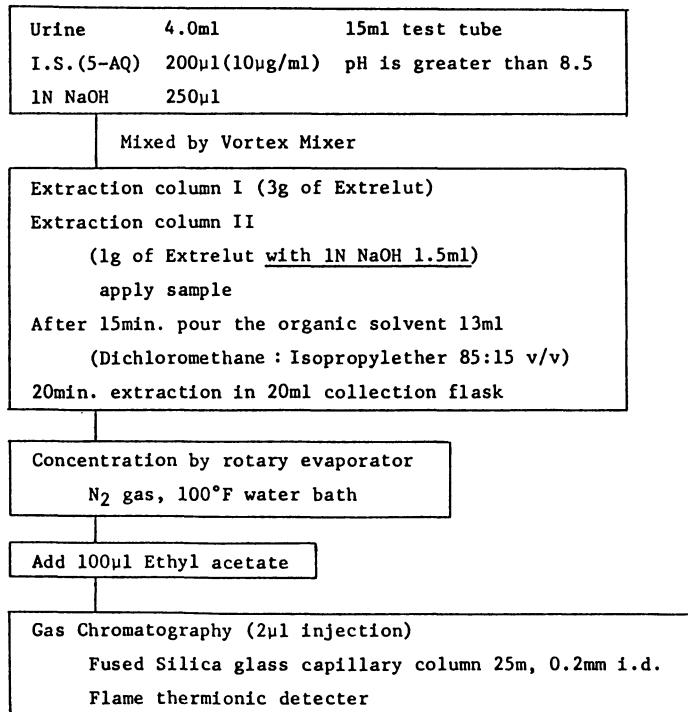 Urine 4.0ml 15ml test tube
I.S.(5-AQ) 200μl(10μg/ml) pH is greater than 8.5
1N NaOH 250μl
Mixed by Vortex Mixer
Extraction column I (3g of Extrelut)
Extraction column II
(1g of Extrelut with 1N NaOH 1.5ml)
apply sample
After 15min. pour the organic solvent 13ml
(Dichloromethane : Isopropylether 85:15 v/v)
20min. extraction in 20ml collection flask
Concentration by rotary evaporator
N2 gas, 100°F water bath
Add 100μl Ethyl acetate
Gas Chromatography (2μl injection)
Fused Silica glass capillary column 25m, 0.2mm i.d.
Flame thermionic detecter